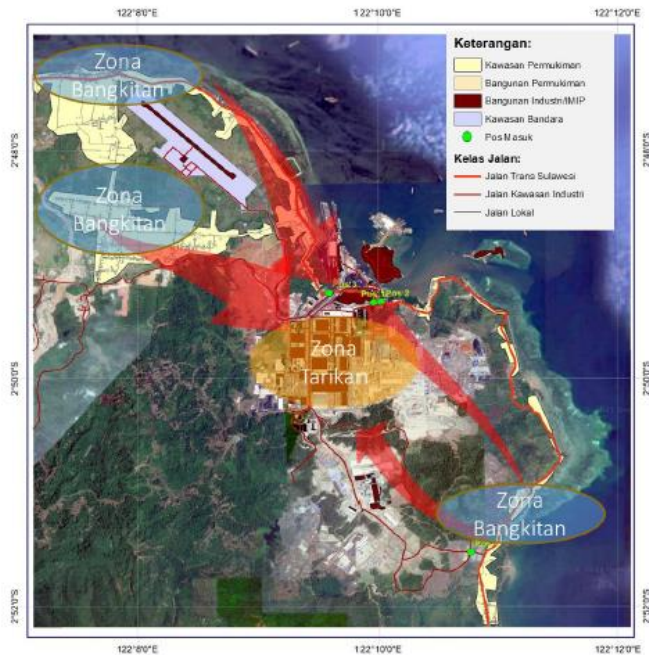 122°8'0"E
122°10'0"E
122°12'0"E
Zona
Bangkitan
Zona
Bangkitan
Keterangan:
Kawasan Permukiman
Bangunan Permukiman
Bangunan Industri/IMIP
Kawasan Bandara
Pos Masuk
Kelas Jalan:
Jalan Trans Sulawesi
Jalan Kawasan Industri
Jalan Lokal
2°48'0"S
2°48'0"S
Zona
Tarikan
2°50'0"S
2°50'0"S
Zona
Bangkitan
2°52'0"S
2°52'0"S
122°8'0"E
122°10'0"E
122°12'0"E